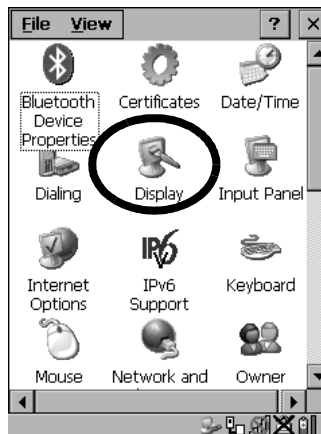 File View ? ×
Bluetooth Device Properties
Certificates
Date/Time
Dialing
Display
Input Panel
Internet Options
IPv6 Support
Keyboard
Mouse
Network and
Owner